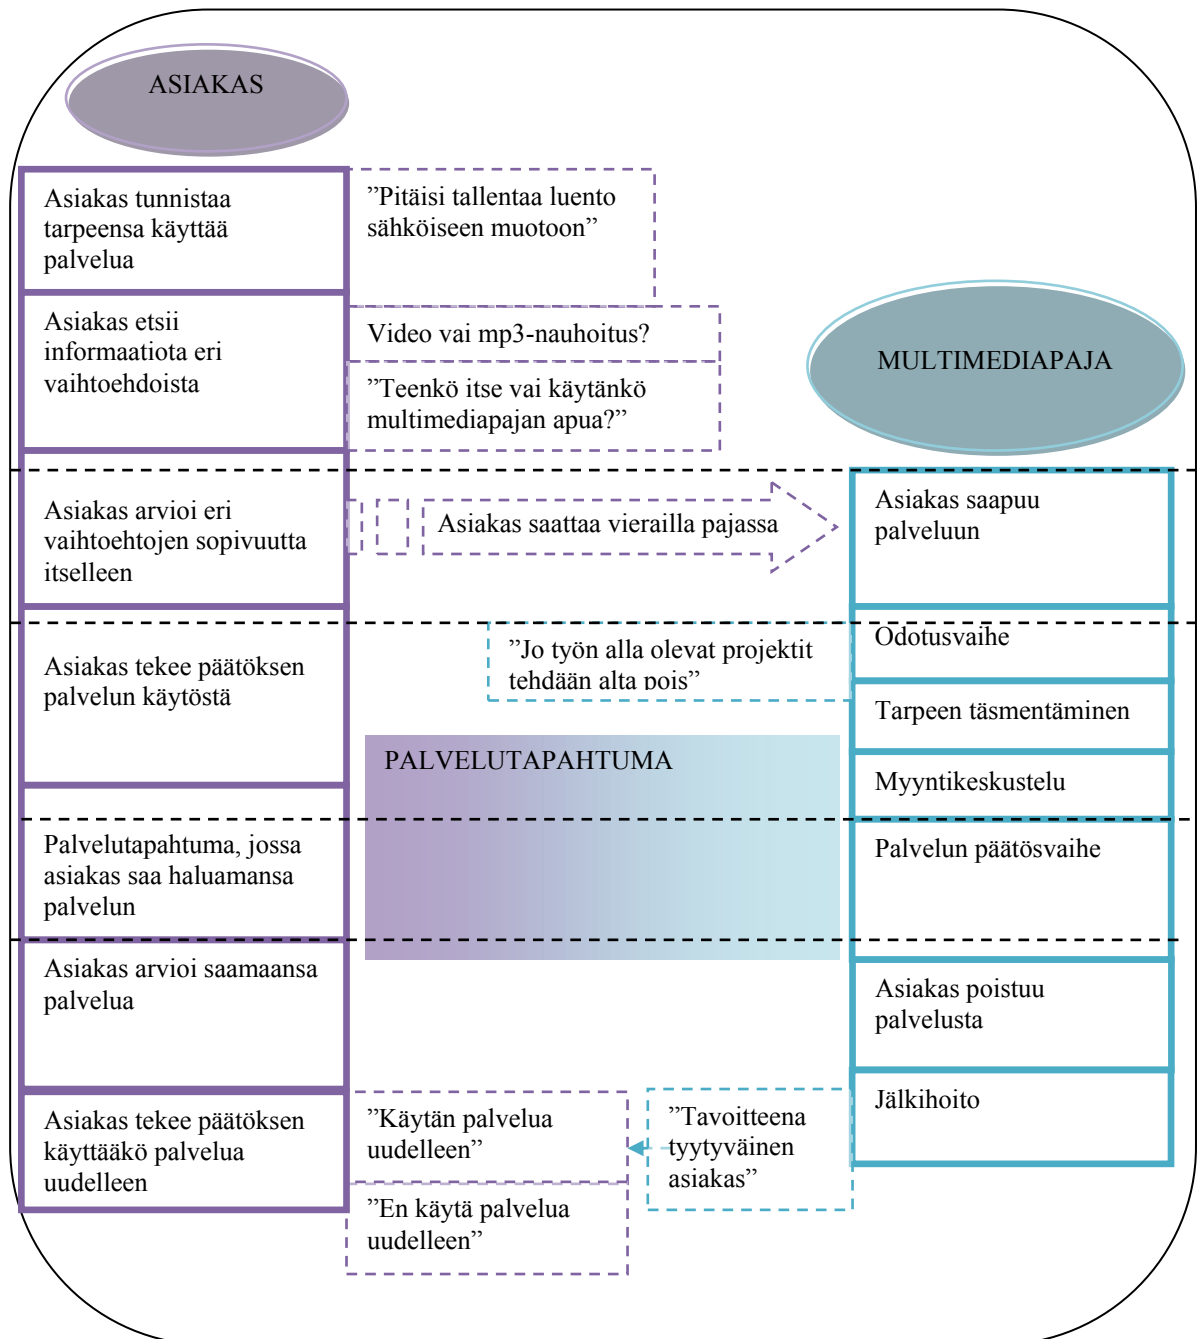 ASIAKAS
Asiakas tunnistaa
tarpeensa käyttää
palvelua
”Pitäisi tallentaa luento
sähköiseen muotoon”
Asiakas etsii
informaatiota eri
vaihtoehdoista
Video vai mp3-nauhoitus?
”Teenkö itse vai käytänkö
multimediapajan apua?”
MULTIMEDIAPAJA
Asiakas arvioi eri
vaihtoehtojen sopivuutta
itselleen
Asiakas saattaa vierailla pajassa
Asiakas saapuu
palveluun
Asiakas tekee päätöksen
palvelun käytöstä
”Jo työn alla olevat projektit
tehdään alta pois”
Odotusvaihe
Tarpeen täsmentäminen
Myyntikeskustelu
PALVELUTAPAHTUMA
Palvelutapahtuma, jossa
asiakas saa haluamansa
palvelun
Palvelun päätösvaihe
Asiakas arvioi saamaansa
palvelua
Asiakas poistuu
palvelusta
Asiakas tekee päätöksen
käyttääkö palvelua
uudelleen
”Käytän palvelua
uudelleen”
”En käytä palvelua
uudelleen”
”Tavoitteena
tyytyväinen
asiakas”
Jälkihoito